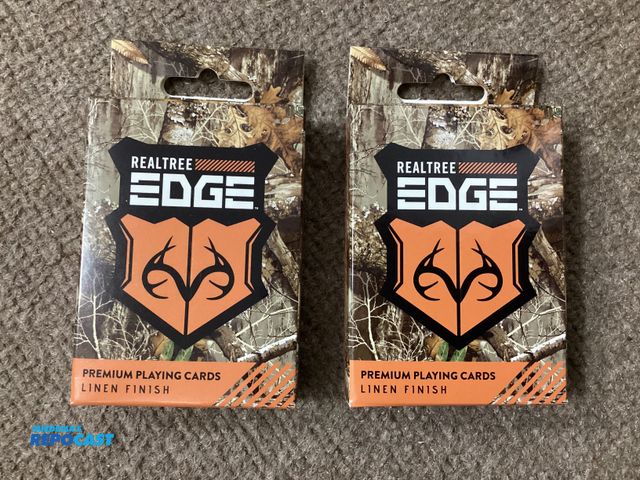 REALTREE
EDGE
PREMIUM PLAYING CARDS
LINEN FINISH
REALTREE
EDGE
PREMIUM PLAYING CARDS
LINEN FINISH
REPOCAST